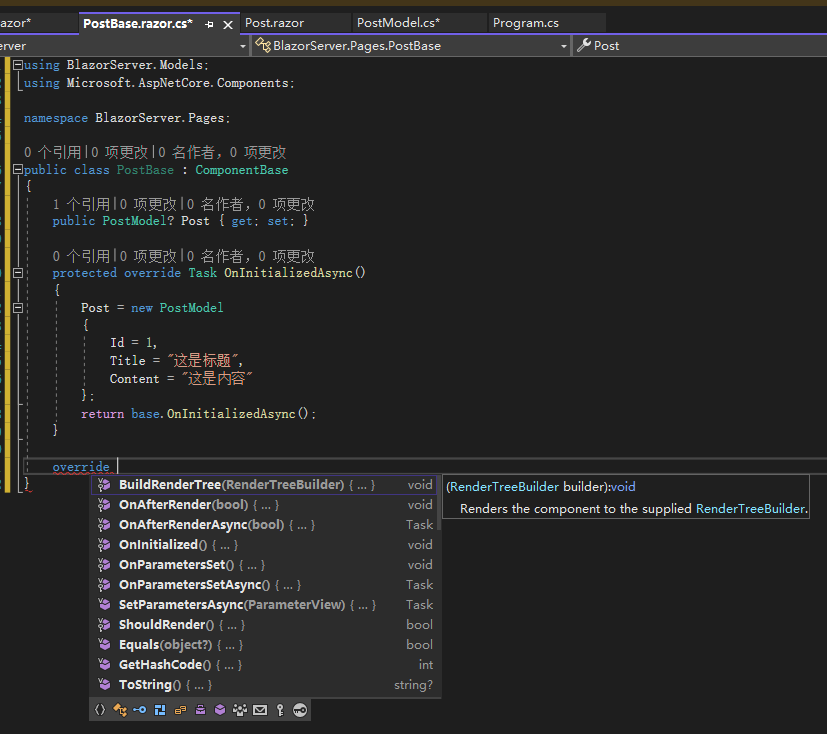 azor*
PostBase.razor.cs*
Post.razor
PostModel.cs*
Program.cs
erver
BlazorServer.Pages.PostBase
Post
using BlazorServer.Models;
using Microsoft.AspNetCore.Components;
namespace BlazorServer.Pages;
0 个引用|0 项更改|0 名作者, 0 项更改
public class PostBase : ComponentBase
{
1 个引用|0 项更改|0 名作者, 0 项更改
public PostModel? Post { get; set; }
0 个引用|0 项更改|0 名作者, 0 项更改
protected override Task OnInitializedAsync()
{
Post = new PostModel
{
Id = 1,
Title = "这是标题",
Content = "这是内容"
};
return base.OnInitializedAsync();
}
override
}
BuildRenderTree(RenderTreeBuilder) { ... } void
OnAfterRender(bool) { ... } void
OnAfterRenderAsync(bool) { ... } Task
OnInitialized() { ... } void
OnParametersSet() { ... } void
OnParametersSetAsync() { ... } Task
SetParametersAsync(ParameterView) { ... } Task
ShouldRender() { ... } bool
Equals(object?) { ... } bool
GetHashCode() { ... } int
ToString() { ... } string?
(RenderTreeBuilder builder):void
Renders the component to the supplied RenderTreeBuilder.